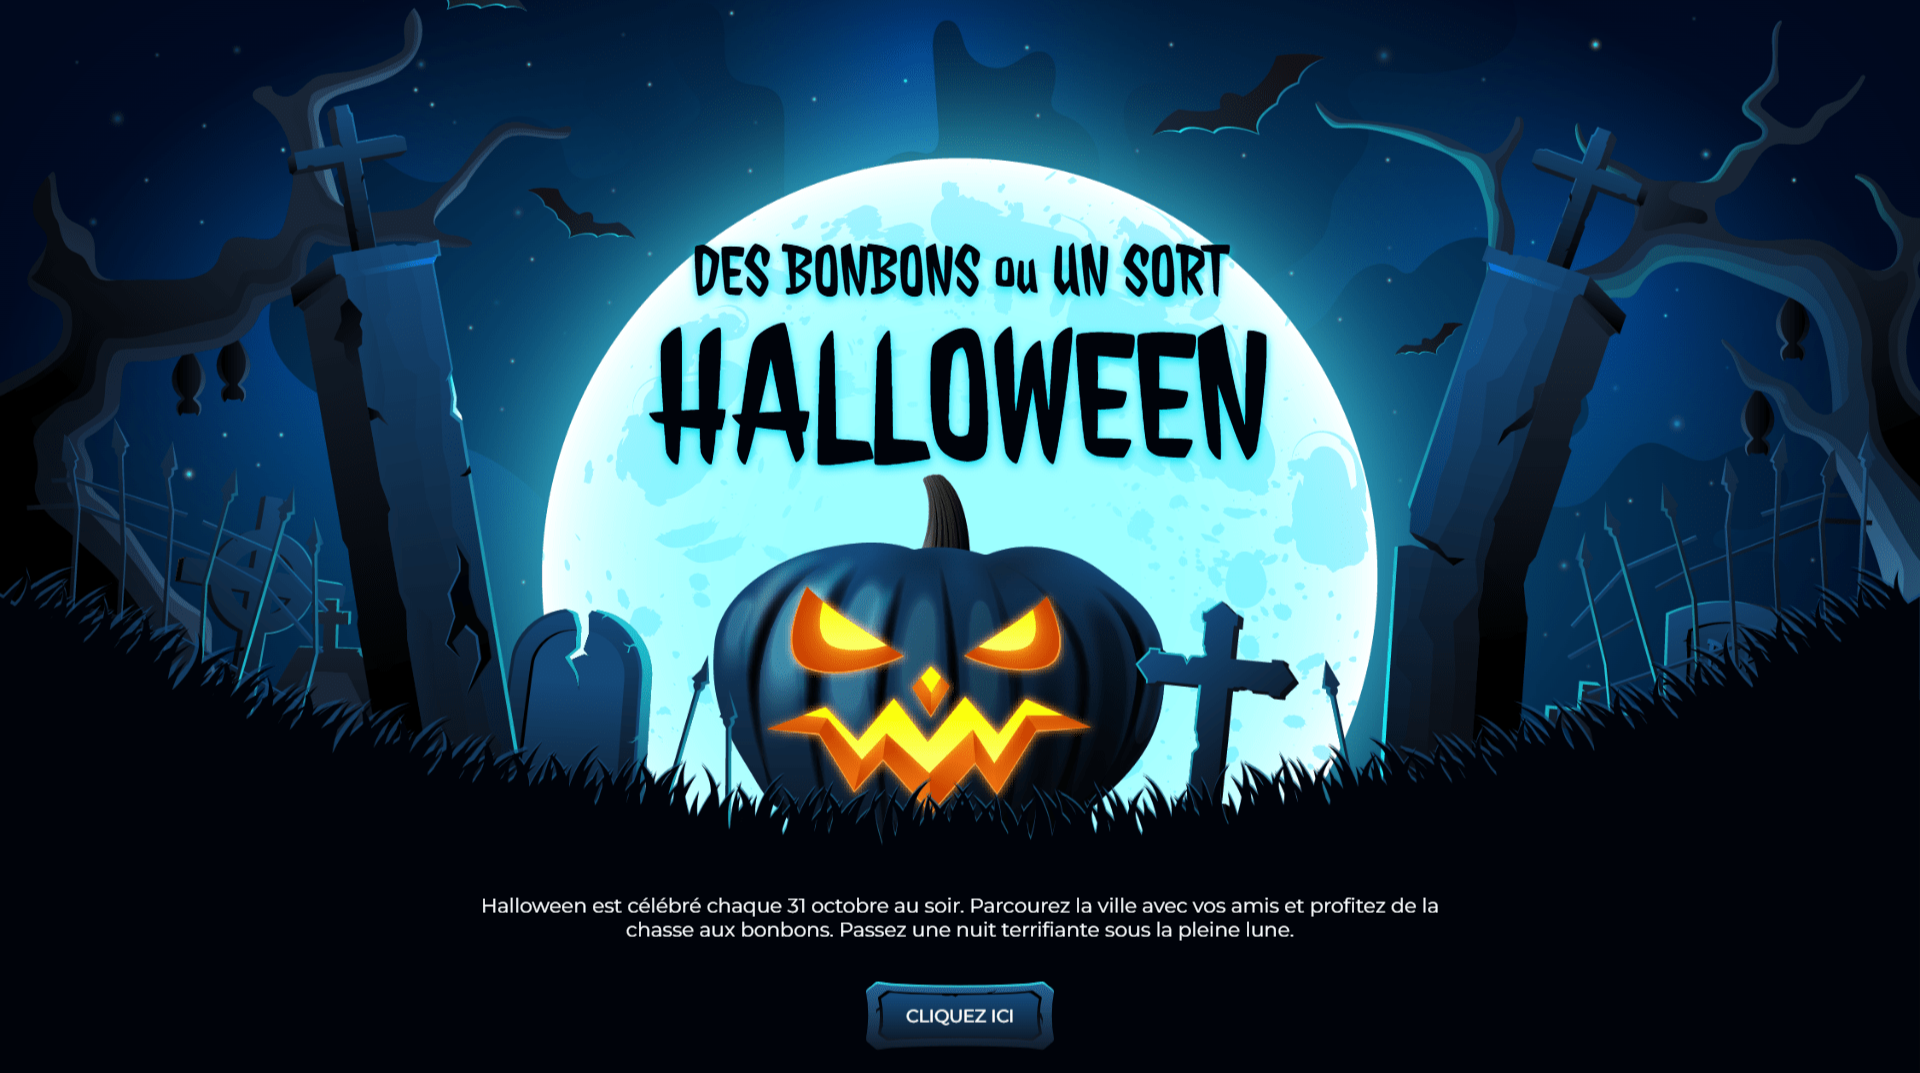 DES BONBONS OU UN SORT
HALLOWEEN
Halloween est célébré chaque 31 octobre au soir. Parcourez la ville avec vos amis et profitez de la
chasse aux bonbons. Passez une nuit terrifiante sous la pleine lune.
CLIQUEZ ICI